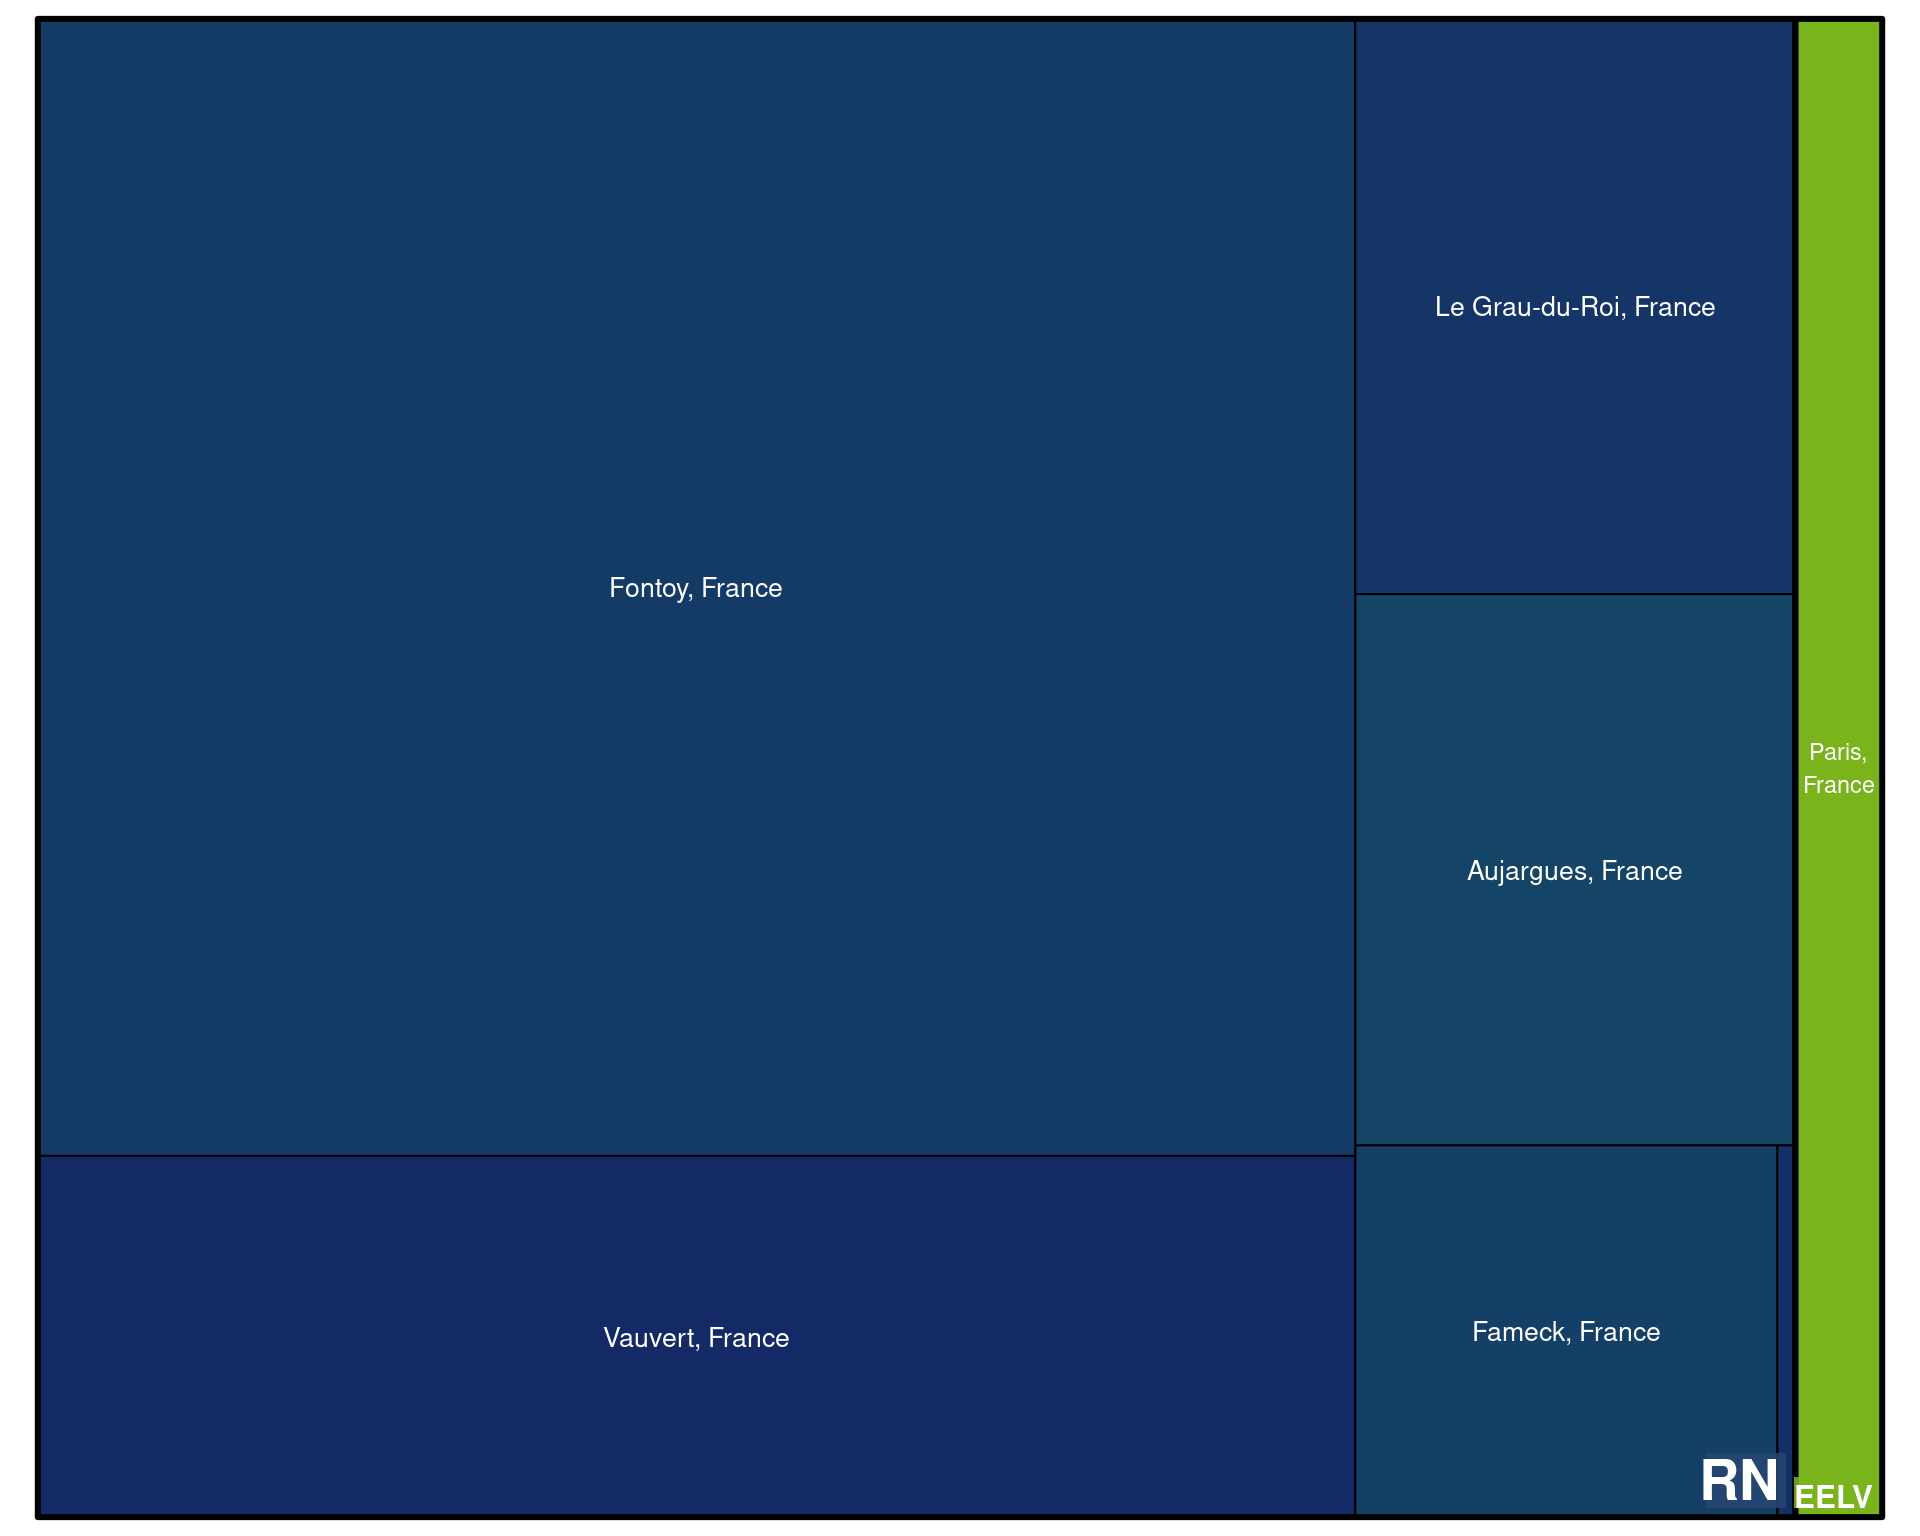 Le Grau-du-Roi, France
Fontoy, France
Paris,
France
Aujargues, France
Vauvert, France
Fameck, France
RN
EELV